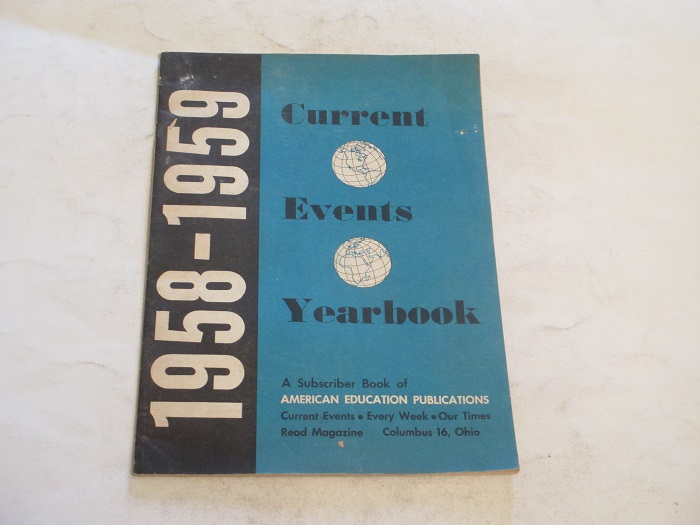 1958-1959
Current
Events
Yearbook
A Subscriber Book of
AMERICAN EDUCATION PUBLICATIONS
Current Events • Every Week • Our Times
Read Magazine Columbus 16, Ohio